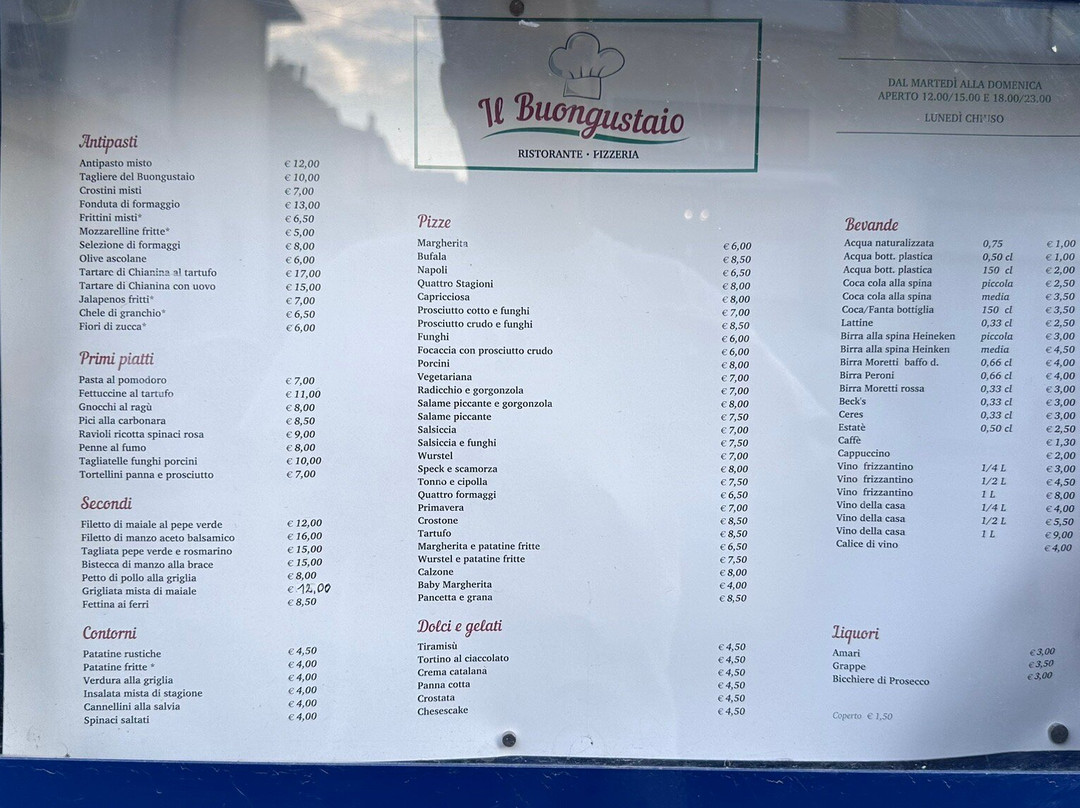 Il Buongustaio
RISTORANTE • PIZZERIA
DAL MARTEDÌ ALLA DOMENICA
APERTO 12.00/15.00 E 18.00/23.00
LUNEDÌ CHIUSO
Antipasti
Antipasto misto € 12,00
Tagliere del Buongustaio € 10,00
Crostini misti € 7,00
Fonduta di formaggio € 13,00
Frittini misti* € 6,50
Mozzarelline fritte* € 5,00
Selezione di formaggi € 8,00
Olive ascolane € 6,00
Tartare di Chianina al tartufo € 17,00
Tartare di Chianina con uovo € 15,00
Jalapenos fritti* € 7,00
Chele di granchio* € 6,50
Fiori di zucca* € 6,00
Primi piatti
Pasta al pomodoro € 7,00
Fettuccine al tartufo € 11,00
Gnocchi al ragù € 8,00
Pici alla carbonara € 8,50
Ravioli ricotta spinaci rosa € 9,00
Penne al fumo € 8,00
Tagliatelle funghi porcini € 10,00
Tortellini panna e prosciutto € 7,00
Secondi
Filetto di maiale al pepe verde € 12,00
Filetto di manzo aceto balsamico € 16,00
Tagliata pepe verde e rosmarino € 15,00
Bistecca di manzo alla brace € 15,00
Petto di pollo alla griglia € 8,00
Grigliata mista di maiale € 12,00
Fettina ai ferri € 8,50
Contorni
Patatine rustiche € 4,50
Patatine fritte * € 4,00
Verdura alla griglia € 4,00
Insalata mista di stagione € 4,00
Cannellini alla salvia € 4,00
Spinaci saltati € 4,00
Pizze
Margherita € 6,00
Bufala € 8,50
Napoli € 6,50
Quattro Stagioni € 8,00
Capricciosa € 8,00
Prosciutto cotto e funghi € 7,00
Prosciutto crudo e funghi € 8,50
Funghi € 6,00
Focaccia con prosciutto crudo € 6,00
Porcini € 8,00
Vegetariana € 7,00
Radicchio e gorgonzola € 7,00
Salame piccante e gorgonzola € 8,00
Salame piccante € 7,50
Salsiccia € 7,00
Salsiccia e funghi € 7,50
Wurstel € 7,00
Speck e scamorza € 8,00
Tonno e cipolla € 7,50
Quattro formaggi € 6,50
Primavera € 7,00
Crostone € 8,50
Tartufo € 8,50
Margherita e patatine fritte € 6,50
Wurstel e patatine fritte € 7,50
Calzone € 8,00
Baby Margherita € 4,00
Pancetta e grana € 8,50
Dolci e gelati
Tiramisù € 4,50
Tortino al ciaccolato € 4,50
Crema catalana € 4,50
Panna cotta € 4,50
Crostata € 4,50
Chesescake € 4,50
Bevande
Acqua naturalizzata 0,75 € 1,00
Acqua bott. plastica 0,50 cl € 1,00
Acqua bott. plastica 150 cl € 2,00
Coca cola alla spina piccola € 2,50
Coca cola alla spina media € 3,50
Coca/Fanta bottiglia 150 cl € 3,50
Lattine 0,33 cl € 2,50
Birra alla spina Heineken piccola € 3,00
Birra alla spina Heinken media € 4,50
Birra Moretti baffo d. 0,66 cl € 4,00
Birra Peroni 0,66 cl € 4,00
Birra Moretti rossa 0,33 cl € 3,00
Beck's 0,33 cl € 3,00
Ceres 0,33 cl € 3,00
Estatè 0,50 cl € 2,50
Caffè € 1,30
Cappuccino € 2,00
Vino frizzantino 1/4 L € 3,00
Vino frizzantino 1/2 L € 4,50
Vino frizzantino 1 L € 8,00
Vino della casa 1/4 L € 4,00
Vino della casa 1/2 L € 5,50
Vino della casa 1 L € 9,00
Calice di vino € 4,00
Liquori
Amari € 3,00
Grappe € 3,50
Bicchiere di Prosecco € 3,00
Coperto € 1,50